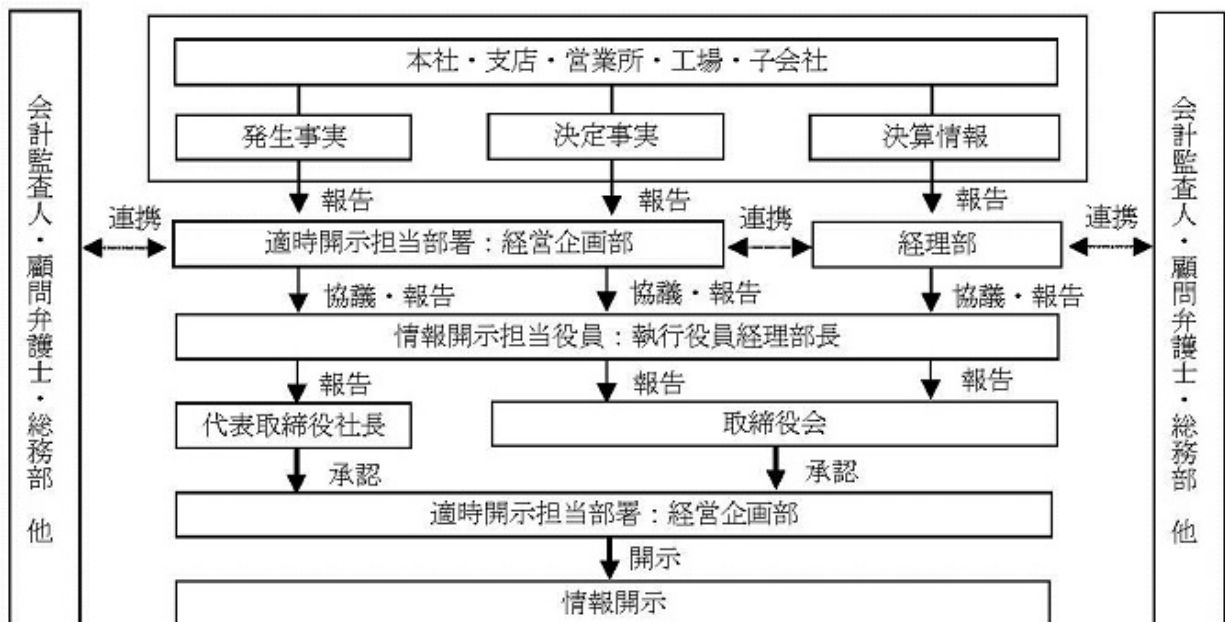 本社・支店・営業所・工場・子会社
発生事実
決定事実
決算情報
報告
報告
報告
会計監査人・顧問弁護士・総務部 他
連携
適時開示担当部署：経営企画部
連携
経理部
連携
会計監査人・顧問弁護士・総務部 他
協議・報告
協議・報告
協議・報告
情報開示担当役員：執行役員経理部長
報告
報告
報告
代表取締役社長
取締役会
承認
承認
適時開示担当部署：経営企画部
開示
情報開示